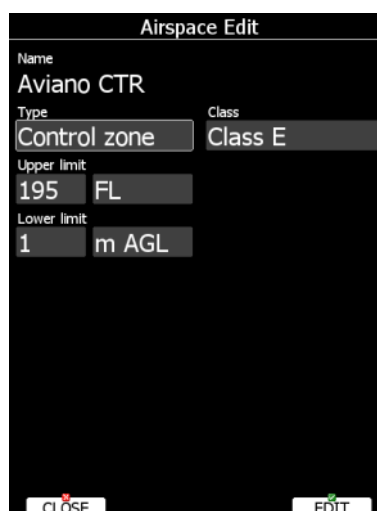 Airspace Edit
Name
Aviano CTR
Type Class
Control zone Class E
Upper limit
195 FL
Lower limit
1 m AGL
CLOSE EDIT